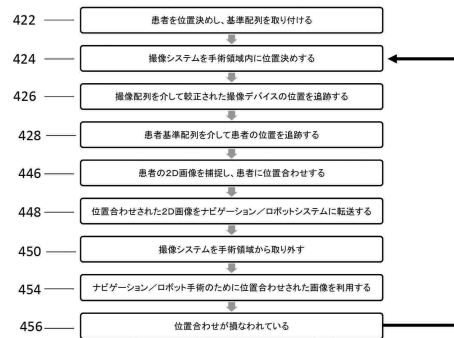 422 患者を位置決めし、基準配列を取り付ける
424 撮像システムを手術領域内に位置決めする
426 撮像配列を介して較正された撮像デバイスの位置を追跡する
428 患者基準配列を介して患者の位置を追跡する
446 患者の2D画像を捕捉し、患者に位置合わせする
448 位置合わせされた2D画像をナビゲーション/ロボットシステムに転送する
450 撮像システムを手術領域から取り外す
454 ナビゲーション/ロボット手術のために位置合わせされた画像を利用する
456 位置合わせが損なわれている